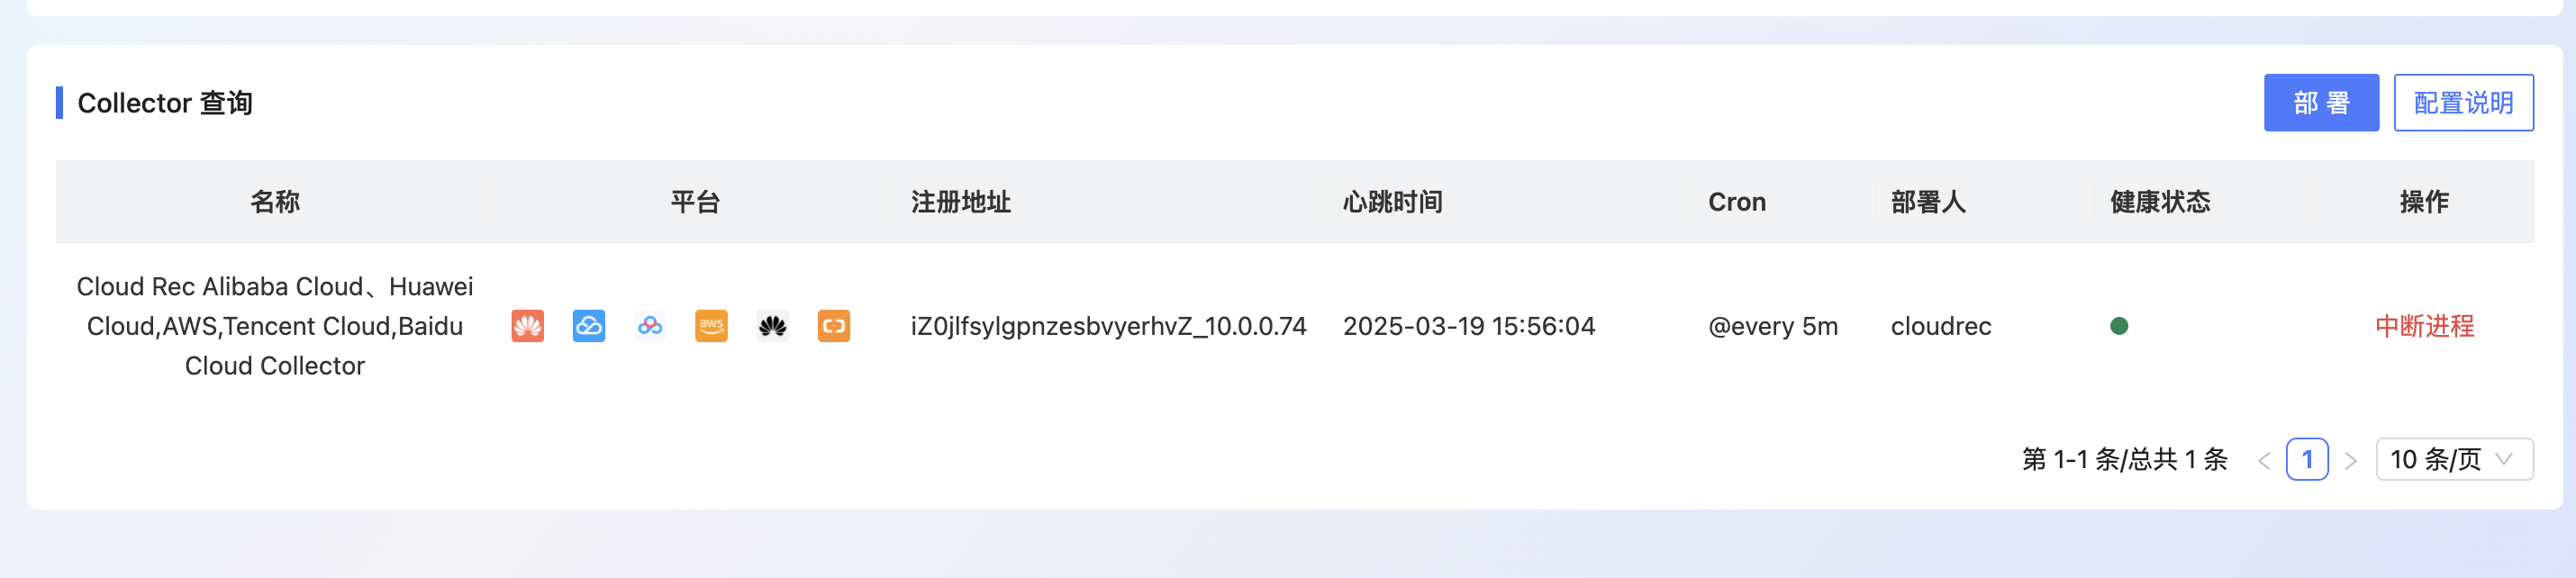 Collector 查询
部 署
配置说明
名称
平台
注册地址
心跳时间
Cron
部署人
健康状态
操作
Cloud Rec Alibaba Cloud、Huawei
Cloud,AWS,Tencent Cloud,Baidu
Cloud Collector
aws
iZ0jlfsylgpnzesbvyerhvZ_10.0.0.74
2025-03-19 15:56:04
@every 5m
cloudrec
中断进程
第 1-1 条/总共 1 条
<
1
>
10 条/页